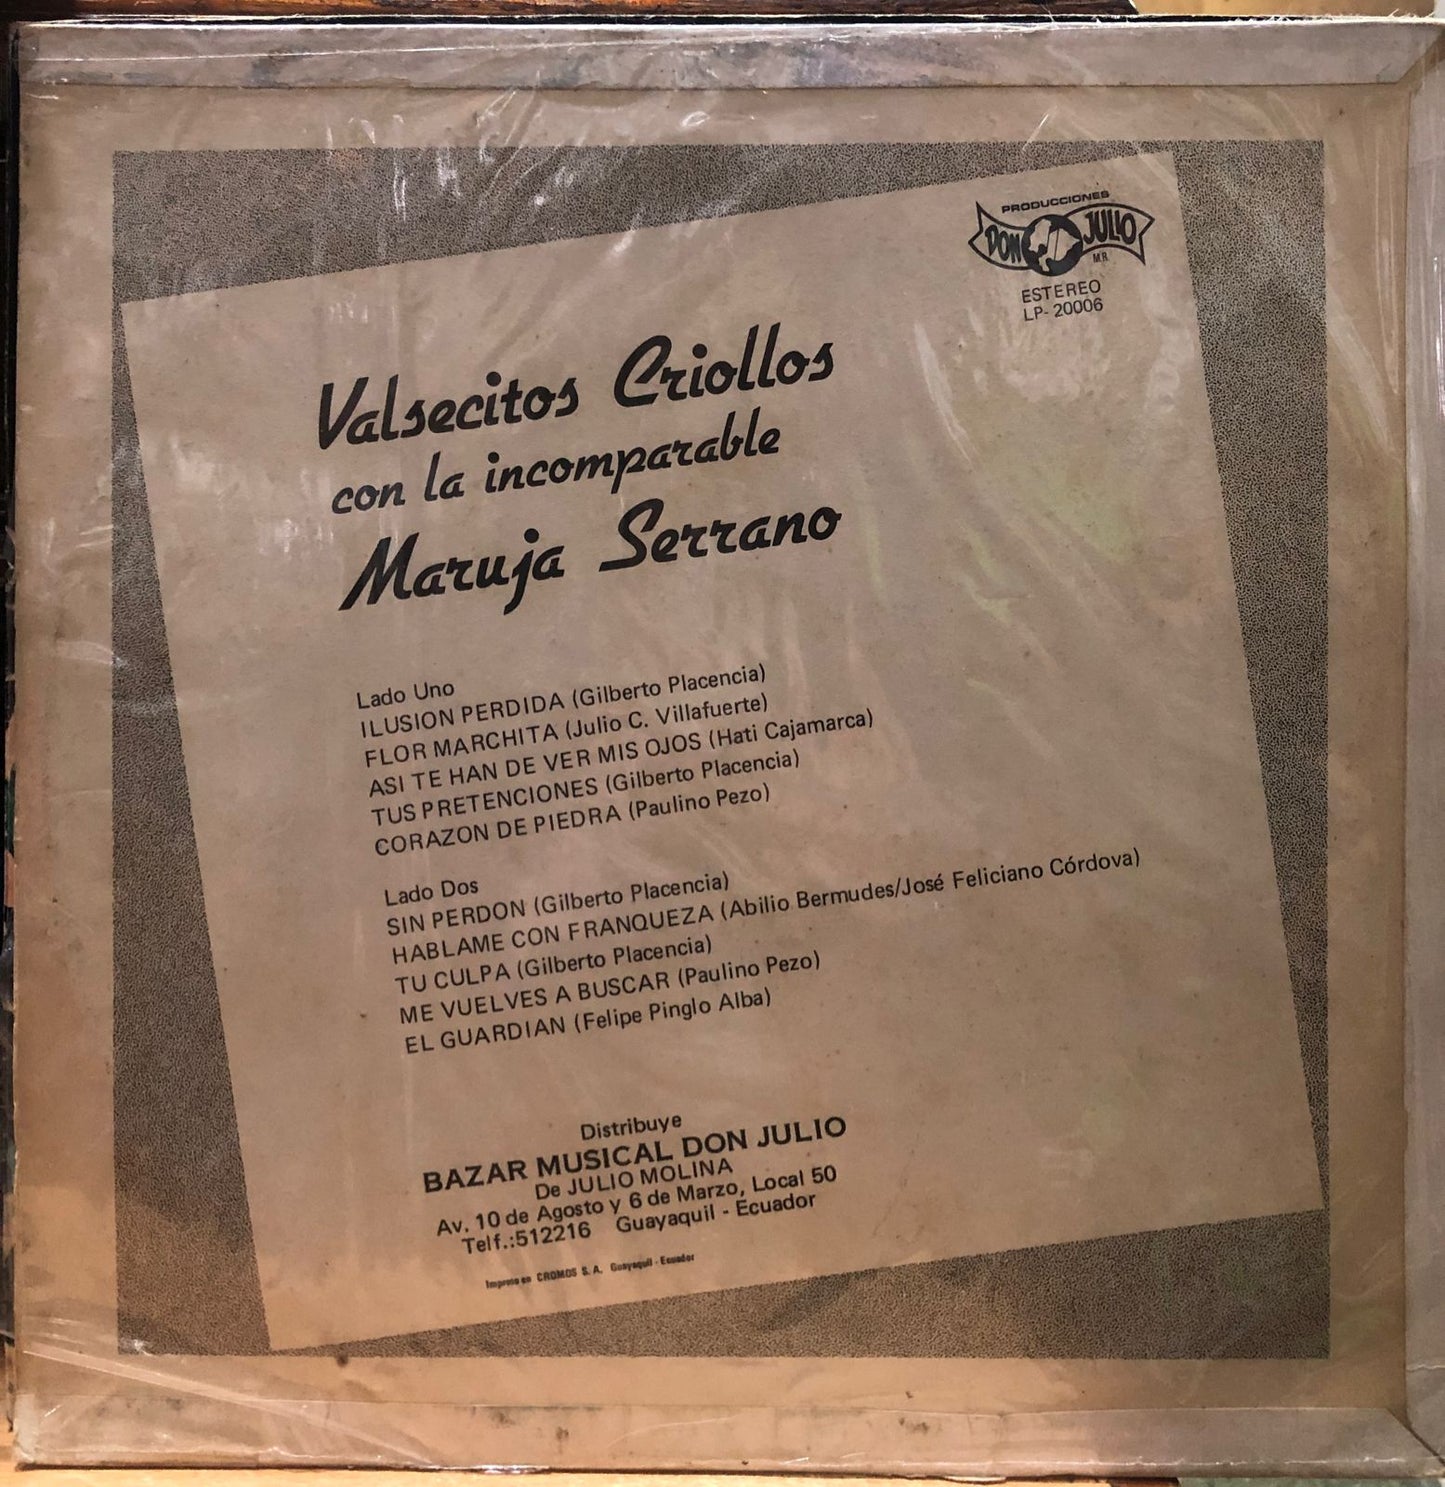 PRODUCCIONES
DON JULIO
M.R.
ESTEREO
LP- 20006
Valsecitos Criollos
con la incomparable
Maruja Serrano
Lado Uno
ILUSION PERDIDA (Gilberto Placencia)
FLOR MARCHITA (Julio C. Villafuerte)
ASI TE HAN DE VER MIS OJOS (Hati Cajamarca)
TUS PRETENCIONES (Gilberto Placencia)
CORAZON DE PIEDRA (Paulino Pezo)
Lado Dos
SIN PERDON (Gilberto Placencia)
HABLAME CON FRANQUEZA (Abilio Bermudes/José Feliciano Córdova)
TU CULPA (Gilberto Placencia)
ME VUELVES A BUSCAR (Paulino Pezo)
EL GUARDIAN (Felipe Pinglo Alba)
Distribuye
BAZAR MUSICAL DON JULIO
De JULIO MOLINA
Av. 10 de Agosto y 6 de Marzo, Local 50
Telf.:512216 Guayaquil - Ecuador
Impreso en CROMOS S. A. Guayaquil - Ecuador